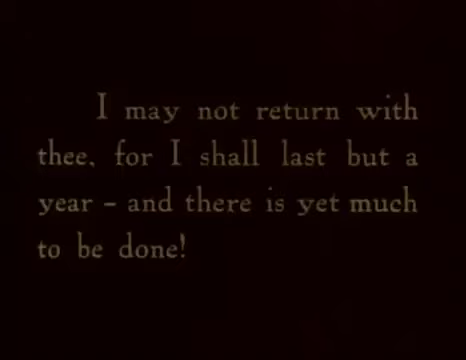 I may not return with
thee, for I shall last but a
year - and there is yet much
to be done!